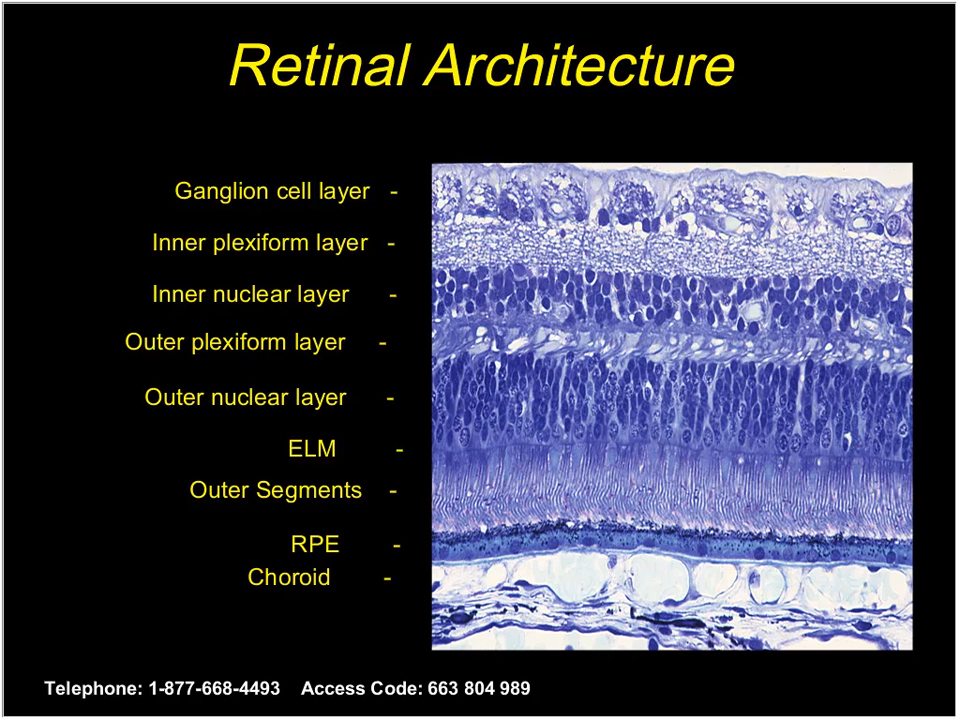 Retinal Architecture
Ganglion cell layer -
Inner plexiform layer -
Inner nuclear layer -
Outer plexiform layer -
Outer nuclear layer -
ELM -
Outer Segments -
RPE -
Choroid -
Telephone: 1-877-668-4493 Access Code: 663 804 989